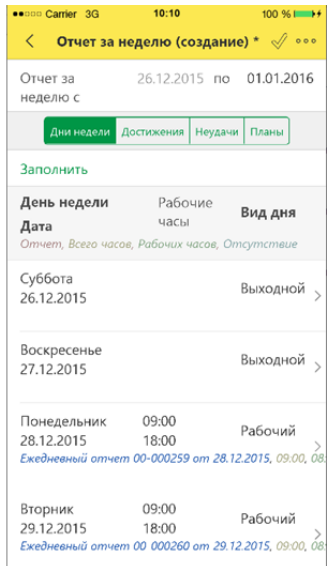 Carrier 3G 10:10 100 %
Отчет за неделю (создание) *
Отчет за 26.12.2015 по 01.01.2016
неделю с
Дни недели Достижения Неудачи Планы
Заполнить
День недели Рабочие Вид дня
Дата часы
Отчет, Всего часов, Рабочих часов, Отсутствие
Суббота Выходной
26.12.2015
Воскресенье Выходной
27.12.2015
Понедельник 09:00 Рабочий
28.12.2015 18:00
Ежедневный отчет 00-000259 от 28.12.2015, 09:00, 08:
Вторник 09:00 Рабочий
29.12.2015 18:00
Ежедневный отчет 00 000260 от 29.12.2015, 09:00, 08: